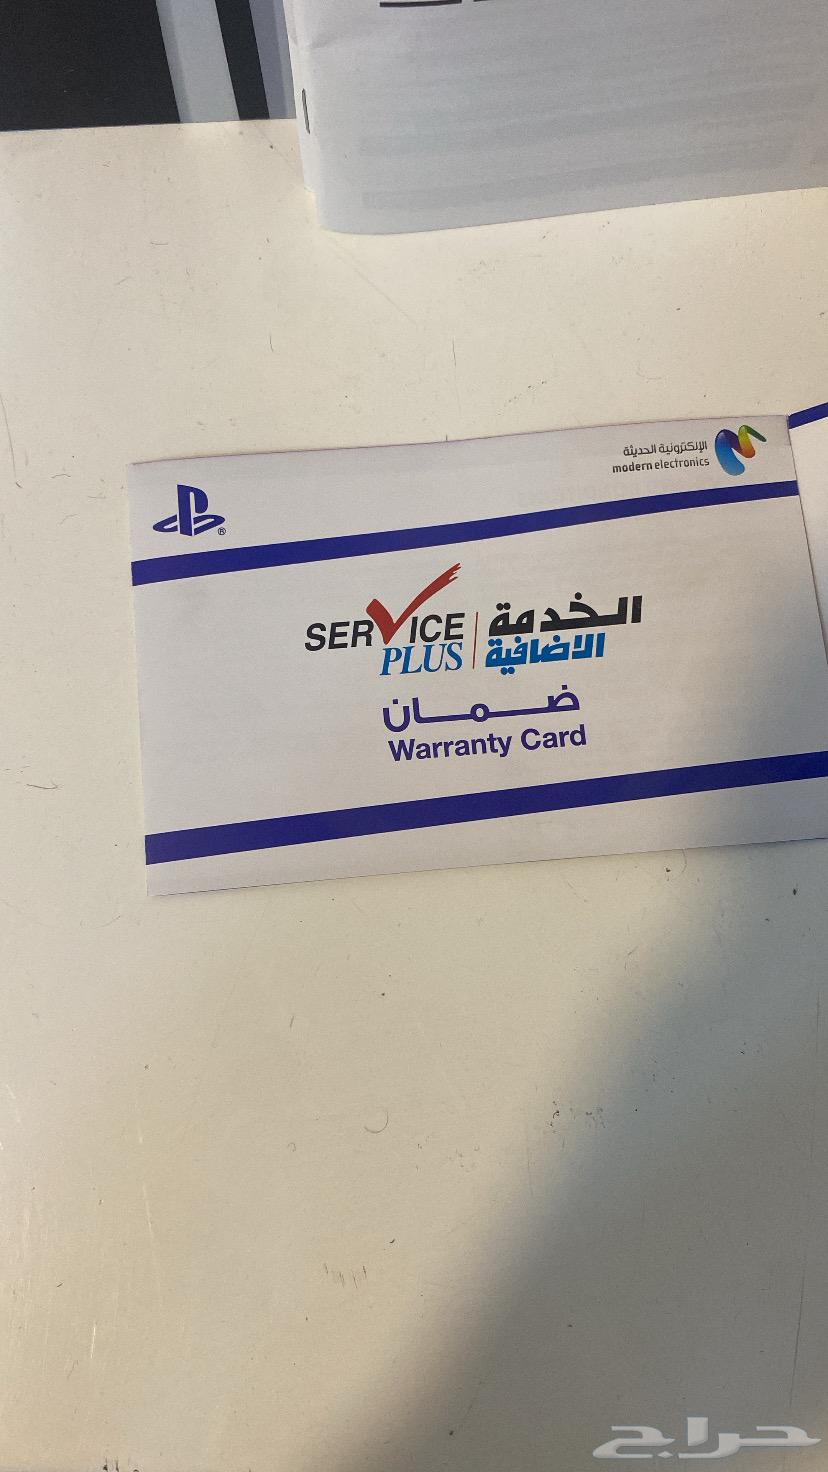 الإلكترونية الحديثة
modern electronics
®
SERVICE PLUS
الخدمة
الاضافية
ضمان
Warranty Card
حراج